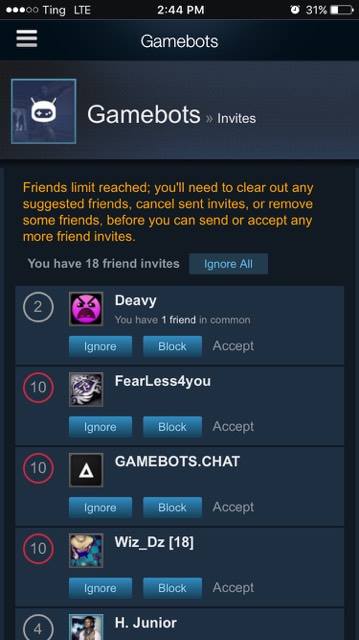 Ting LTE 2:44 PM 31%
Gamebots
Gamebots » Invites
Friends limit reached; you'll need to clear out any
suggested friends, cancel sent invites, or remove
some friends, before you can send or accept any
more friend invites.
You have 18 friend invites Ignore All
2 Deavy
You have 1 friend in common
Ignore Block Accept
10 FearLess4you
Ignore Block Accept
10 GAMEBOTS.CHAT
Ignore Block Accept
10 Wiz_Dz [18]
Ignore Block Accept
4 H. Junior